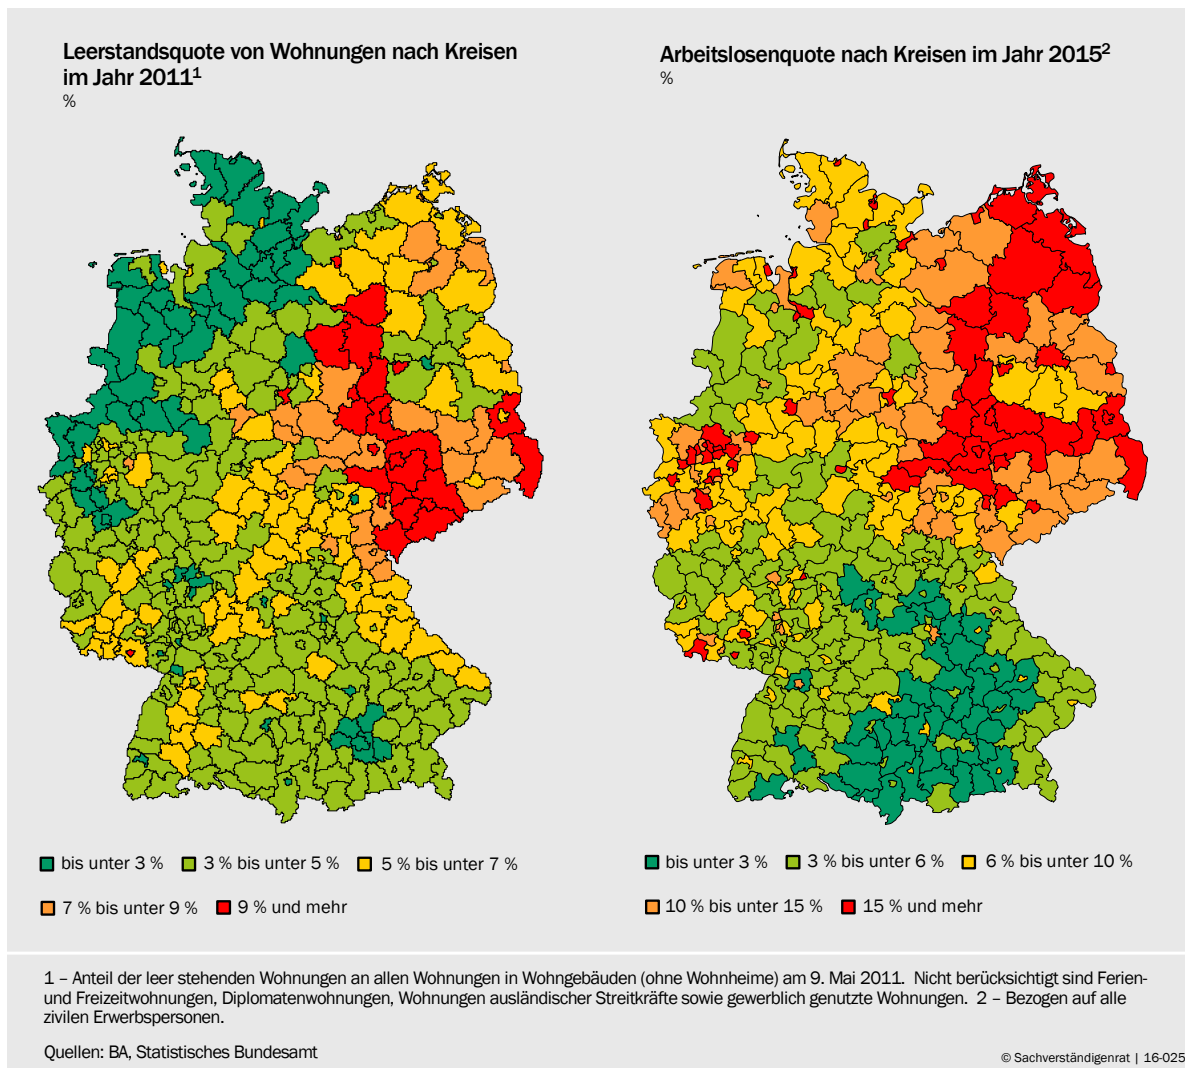 Leerstandsquote von Wohnungen nach Kreisen
im Jahr 2011¹
%
Arbeitslosenquote nach Kreisen im Jahr 2015²
%
bis unter 3 %
3 % bis unter 5 %
5 % bis unter 7 %
7 % bis unter 9 %
9 % und mehr
bis unter 3 %
3 % bis unter 6 %
6 % bis unter 10 %
10 % bis unter 15 %
15 % und mehr
1 – Anteil der leer stehenden Wohnungen an allen Wohnungen in Wohngebäuden (ohne Wohnheime) am 9. Mai 2011. Nicht berücksichtigt sind Ferien-
und Freizeitwohnungen, Diplomatenwohnungen, Wohnungen ausländischer Streitkräfte sowie gewerblich genutzte Wohnungen. 2 – Bezogen auf alle
zivilen Erwerbspersonen.
Quellen: BA, Statistisches Bundesamt
© Sachverständigenrat | 16-025